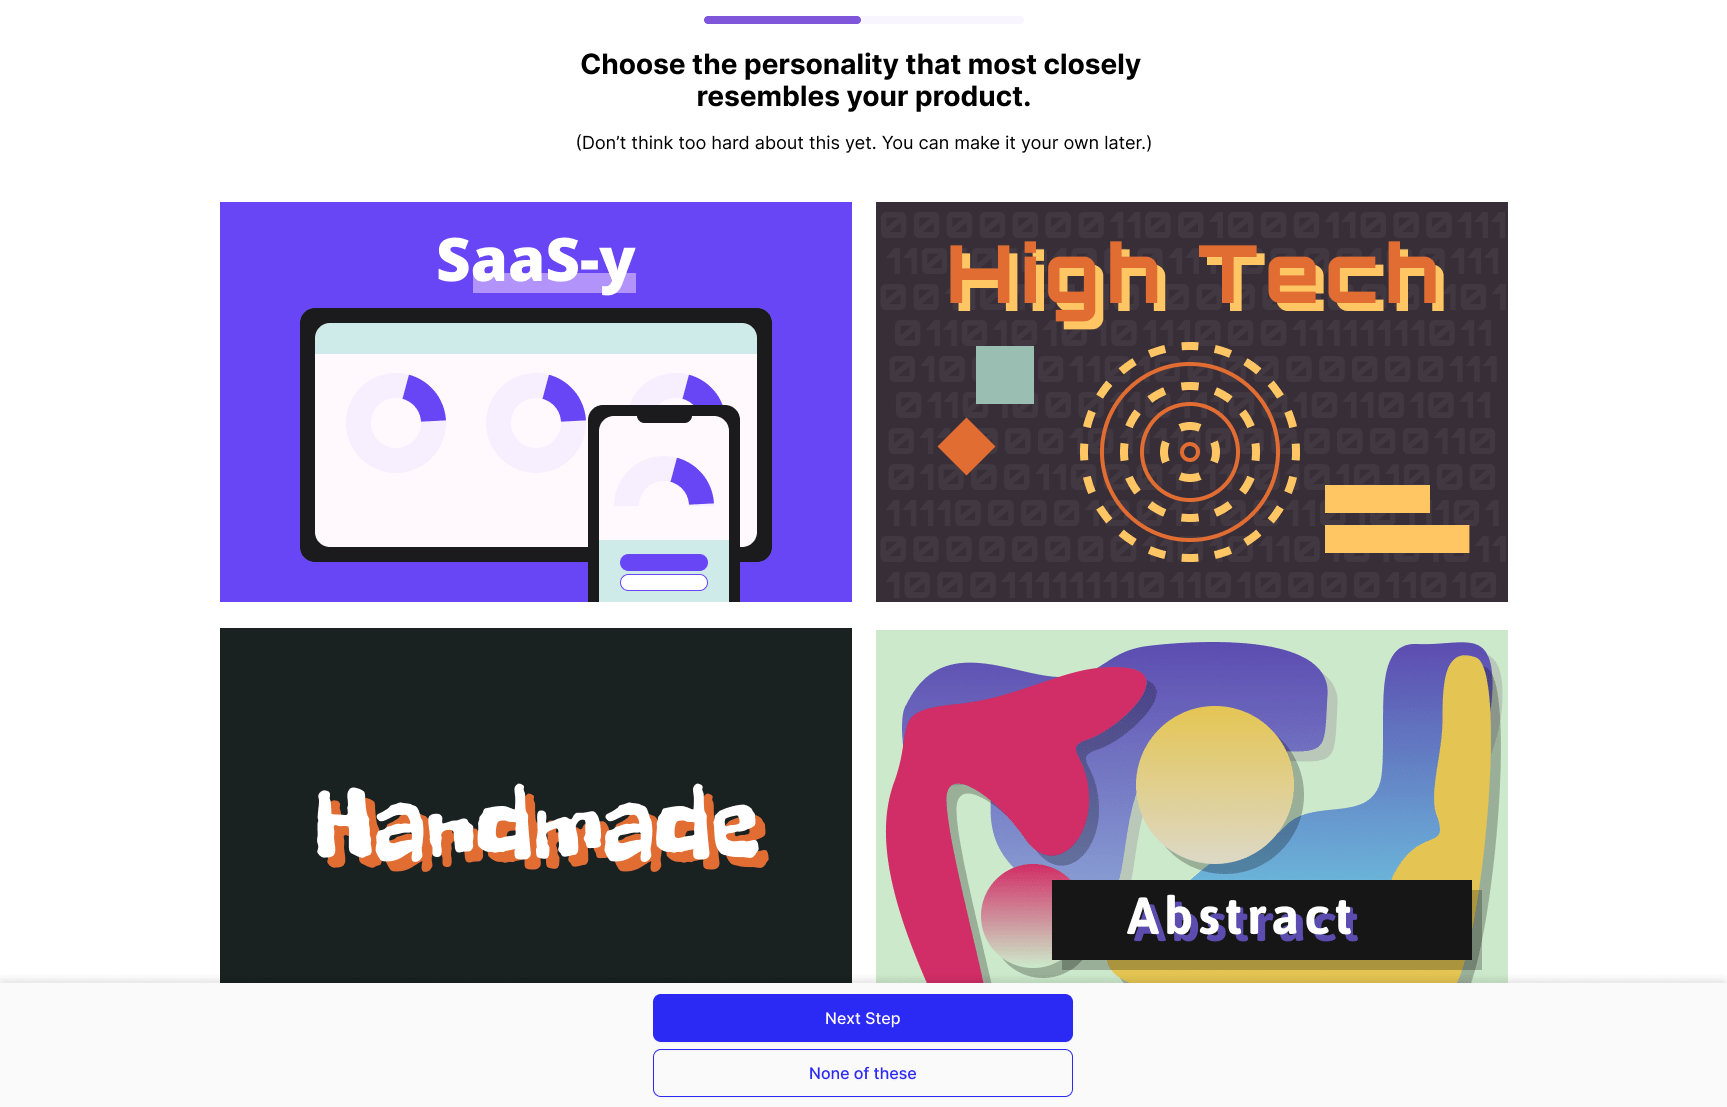 Choose the personality that most closely
resembles your product.
(Don’t think too hard about this yet. You can make it your own later.)
SaaS-y
High Tech
Handmade
Abstract
Next Step
None of these